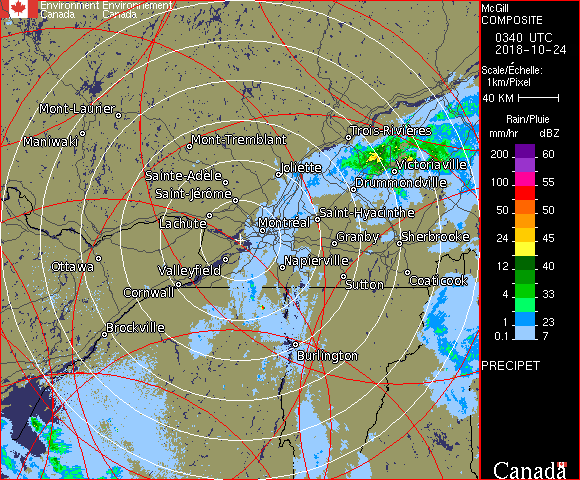 Environment Environnement
Canada Canada
McGill
COMPOSITE
0340 UTC
2018-10-24
Scale/Échelle:
1km/Pixel
40 KM
Rain/Pluie
mm/hr dBZ
200 60
100 55
50 50
24 45
12 40
4 33
1 23
0.1 7
PRECIPET
Canada
Mont-Laurier
Maniwaki
Mont-Tremblant
Trois-Rivières
Joliette
Victoriaville
Sainte-Adèle
Drummondville
Saint-Jérôme
Saint-Hyacinthe
Lachute
Montréal
Granby
Sherbrooke
Ottawa
Valleyfield
Napierville
Coaticook
Sutton
Cornwall
Brockville
Burlington